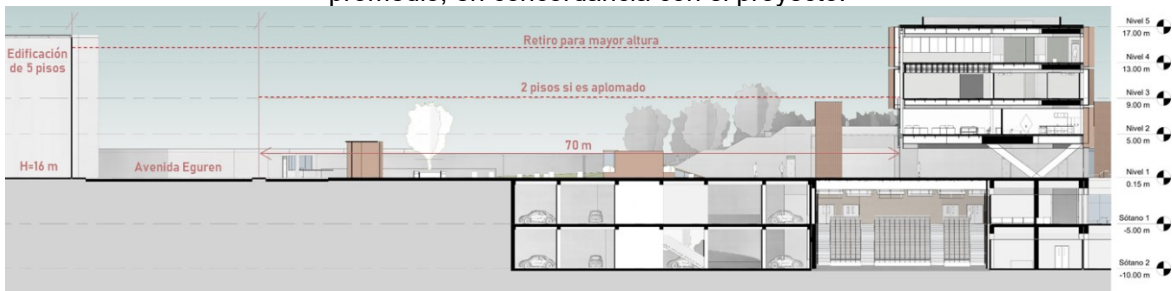 promedio, en concordancia con el proyecto.
Edificación
de 5 pisos
H=16 m
Avenida Eguren
Retiro para mayor altura
2 pisos si es aplomado
70 m
Nivel 5
17.00 m
Nivel 4
13.00 m
Nivel 3
9.00 m
Nivel 2
5.00 m
Nivel 1
0.15 m
Sótano 1
-5.00 m
Sótano 2
-10.00 m